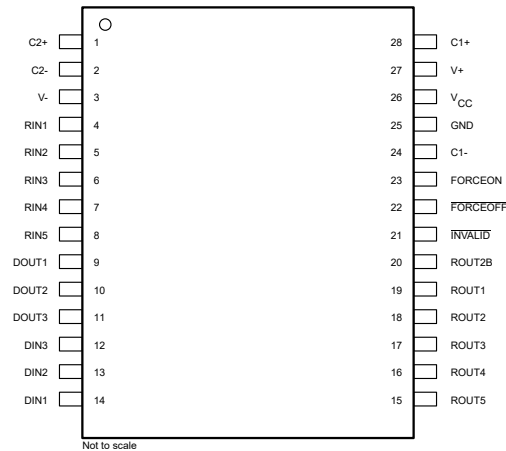 C2+ 1 28 C1+
C2- 2 27 V+
V- 3 26 VCC
RIN1 4 25 GND
RIN2 5 24 C1-
RIN3 6 23 FORCEON
RIN4 7 22 FORCEOFF
RIN5 8 21 INVALID
DOUT1 9 20 ROUT2B
DOUT2 10 19 ROUT1
DOUT3 11 18 ROUT2
DIN3 12 17 ROUT3
DIN2 13 16 ROUT4
DIN1 14 15 ROUT5
Not to scale